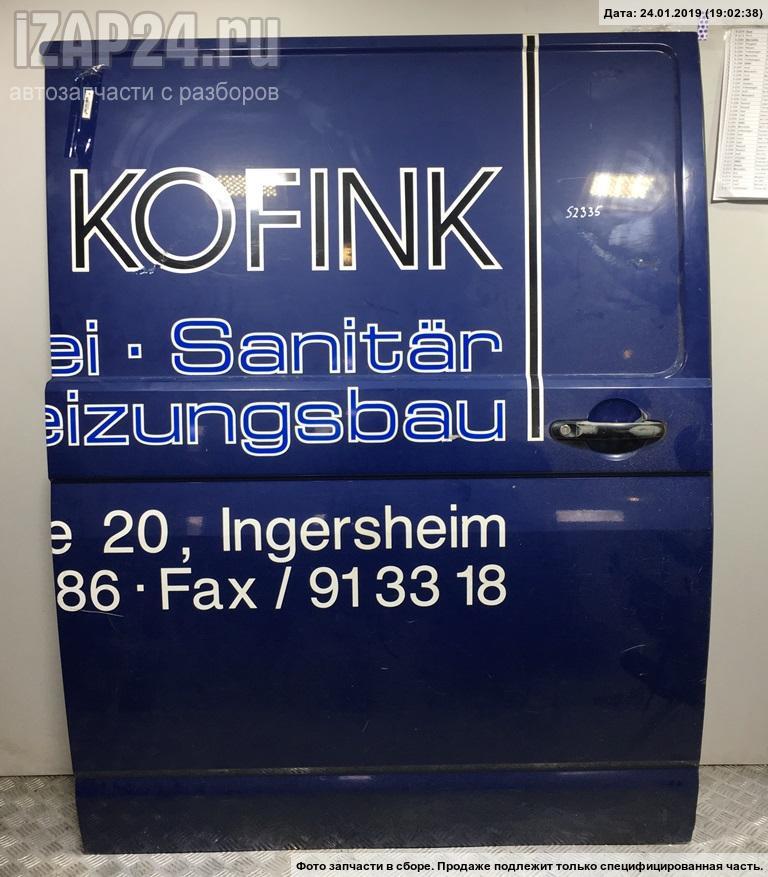 Дата: 24.01.2019 (19:02:38)
iZAP24.ru
автозапчасти с разборов
KOFINK
52335
ei · Sanitär
eizungsbau
e 20, Ingersheim
86 · Fax / 91 33 18
Фото запчасти в сборе. Продаже подлежит только специфицированная часть.